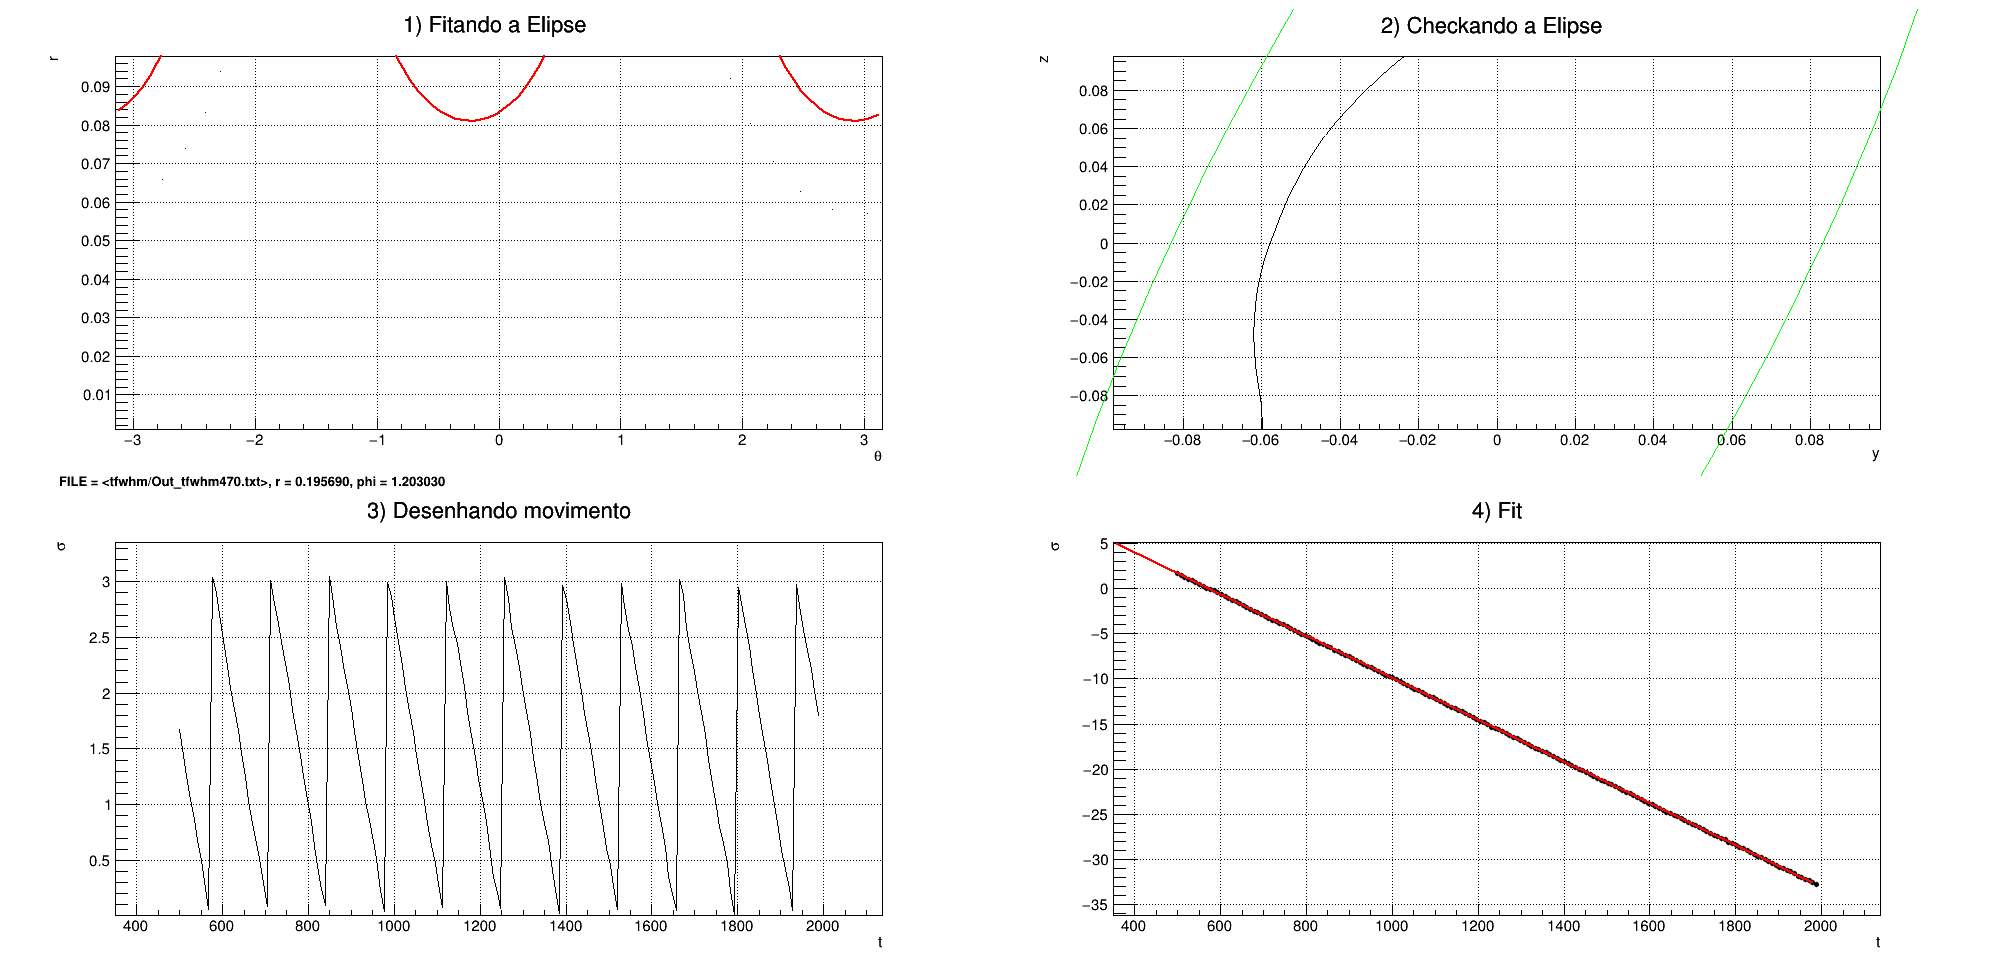 1) Fitando a Elipse
r
0.09
0.08
0.07
0.06
0.05
0.04
0.03
0.02
0.01
−3 −2 −1 0 1 2 3
θ
2) Checkando a Elipse
z
0.08
0.06
0.04
0.02
0
−0.02
−0.04
−0.06
−0.08
−0.08 −0.06 −0.04 −0.02 0 0.02 0.04 0.06 0.08
y
FILE = <tfwhm/Out_tfwhm470.txt>, r = 0.195690, phi = 1.203030
3) Desenhando movimento
σ
3
2.5
2
1.5
1
0.5
400 600 800 1000 1200 1400 1600 1800 2000
t
4) Fit
σ
5
0
−5
−10
−15
−20
−25
−30
−35
400 600 800 1000 1200 1400 1600 1800 2000
t